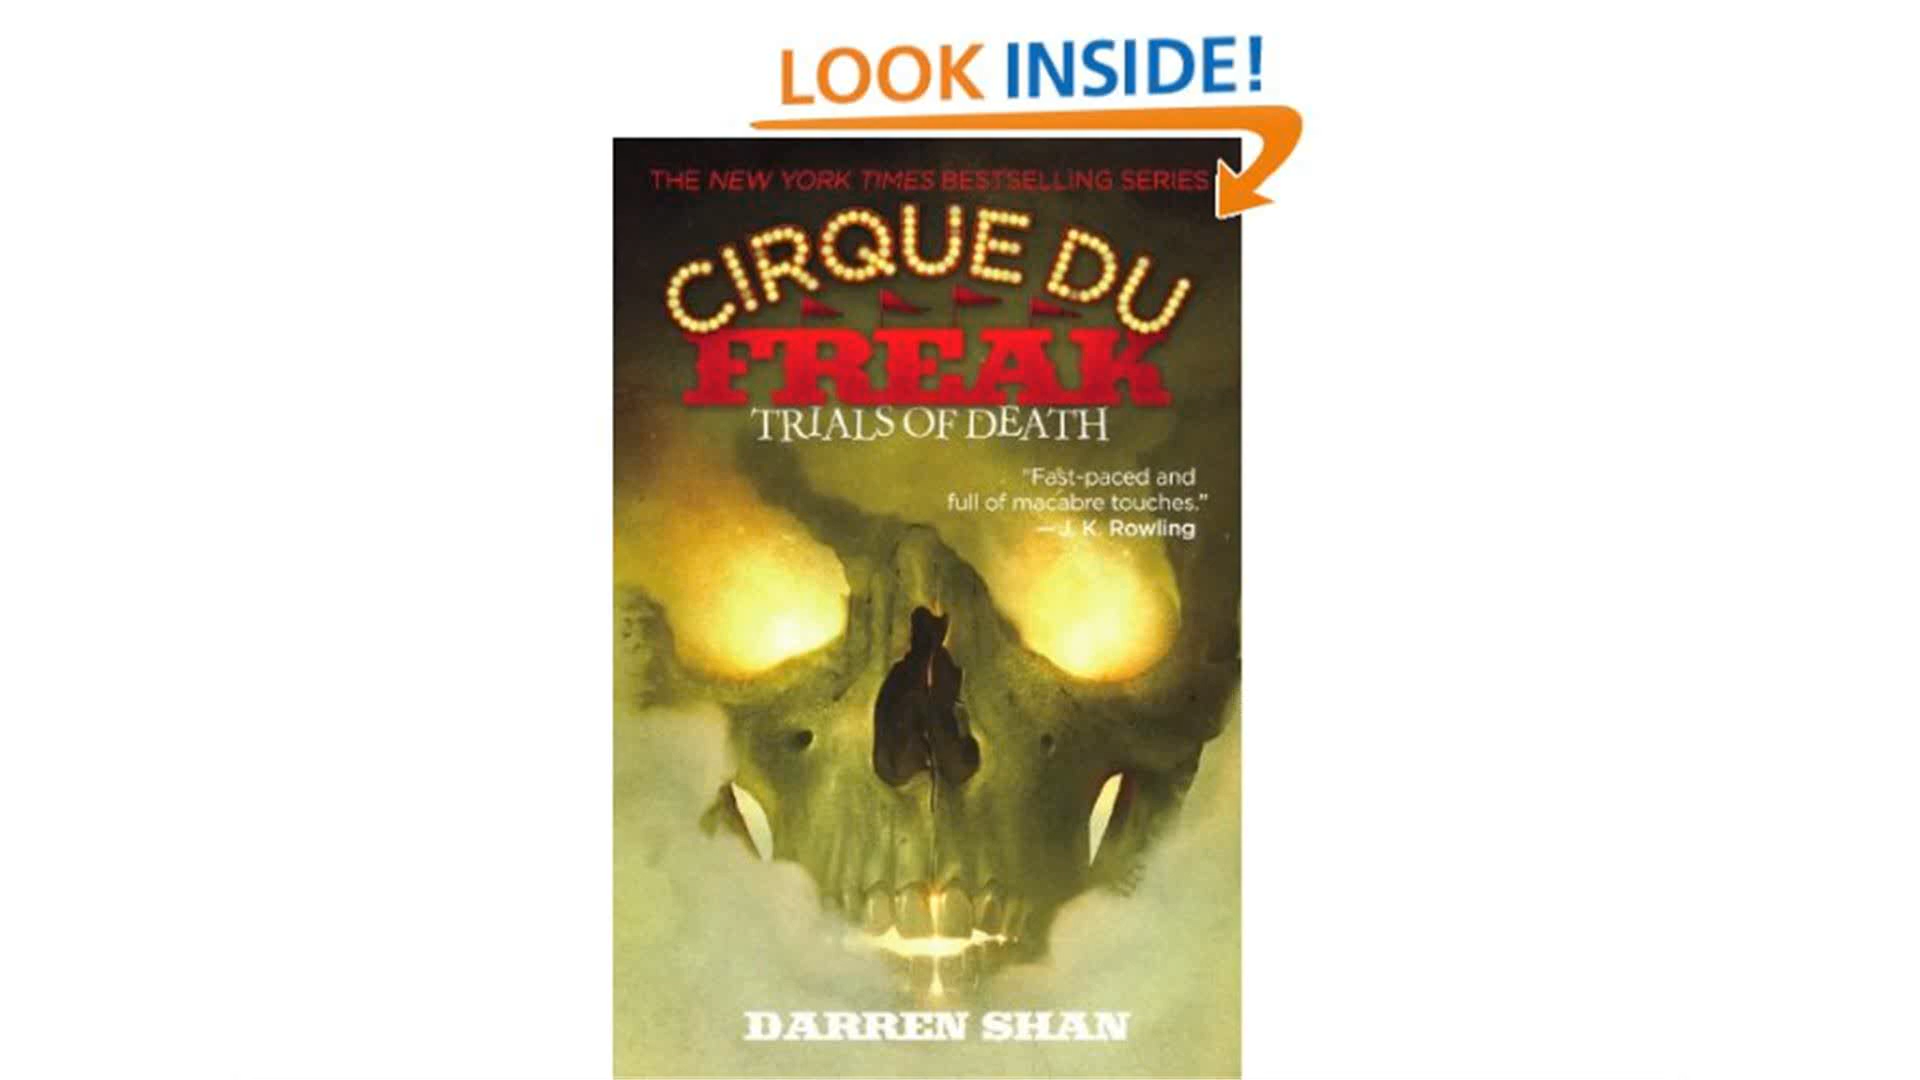 LOOK INSIDE!
THE NEW YORK TIMES BESTSELLING SERIES
CIRQUE DU
FREAK
TRIALS OF DEATH
"Fast-paced and
full of macabre touches."
—J. K. Rowling
DARREN SHAN